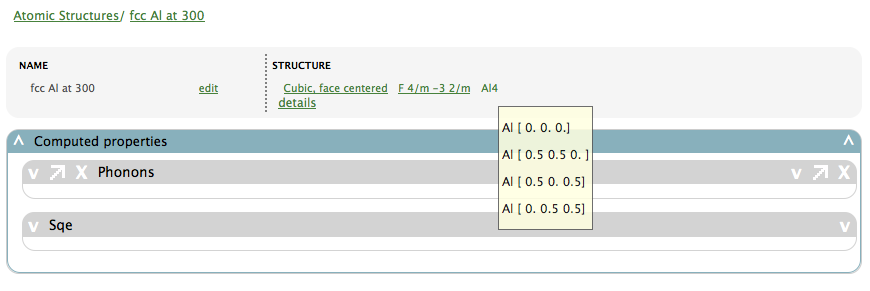 Atomic Structures/ fcc Al at 300
NAME
STRUCTURE
fcc Al at 300 edit
Cubic, face centered F 4/m -3 2/m Al4
details
Al [ 0. 0. 0.]
Al [ 0.5 0.5 0. ]
Al [ 0.5 0. 0.5]
Al [ 0. 0.5 0.5]
Computed properties
Phonons
Sqe